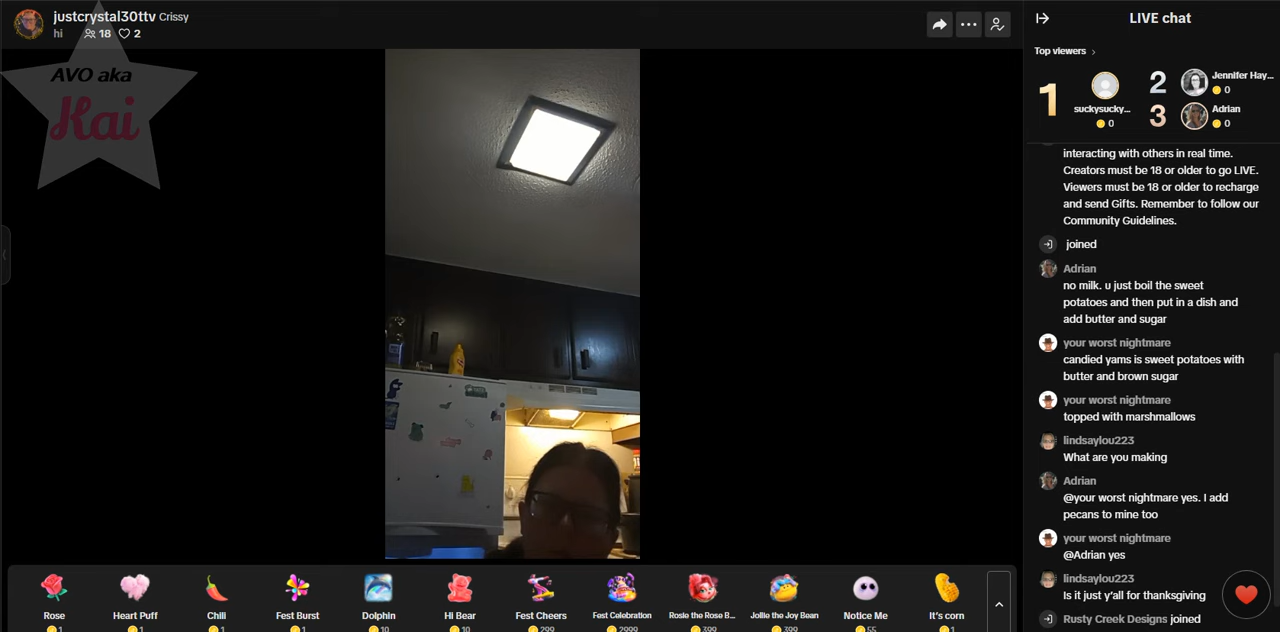 justcrystal30ttv Crissy
hi 18 2
AVO aka
Kai
LIVE chat
Top viewers
1
suckysucky...
0
2
Jennifer Hay...
0
3
Adrian
0
interacting with others in real time.
Creators must be 18 or older to go LIVE.
Viewers must be 18 or older to recharge
and send Gifts. Remember to follow our
Community Guidelines.
joined
Adrian
no milk. u just boil the sweet
potatoes and then put in a dish and
add butter and sugar
your worst nightmare
candied yams is sweet potatoes with
butter and brown sugar
your worst nightmare
topped with marshmallows
lindsaylou223
What are you making
Adrian
@your worst nightmare yes. I add
pecans to mine too
your worst nightmare
@Adrian yes
lindsaylou223
Is it just y'all for thanksgiving
Rusty Creek Designs joined
Rose Heart Puff Chili Fest Burst Dolphin Hi Bear Fest Cheers Fest Celebration Rosie the Rose B... Jollie the Joy Bean Notice Me It's corn
1 1 1 1 10 10 299 2999 399 399 55 1